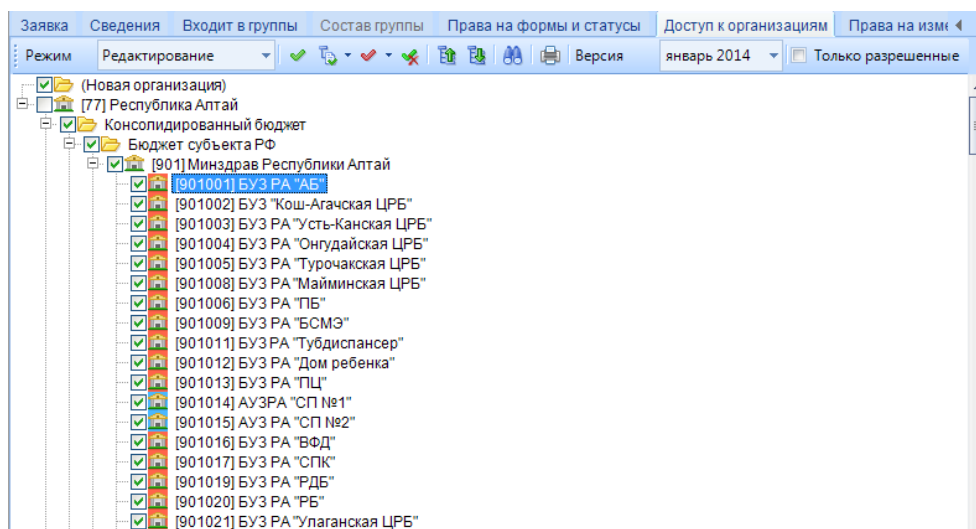 Заявка Сведения Входит в группы Состав группы Права на формы и статусы Доступ к организациям Права на изме
Режим Редактирование Версия январь 2014 Только разрешенные
(Новая организация)
[77] Республика Алтай
Консолидированный бюджет
Бюджет субъекта РФ
[901] Минздрав Республики Алтай
[901001] БУЗ РА "АБ"
[901002] БУЗ "Кош-Агачская ЦРБ"
[901003] БУЗ РА "Усть-Канская ЦРБ"
[901004] БУЗ РА "Онгудайская ЦРБ"
[901005] БУЗ РА "Турочакская ЦРБ"
[901008] БУЗ РА "Майминская ЦРБ"
[901006] БУЗ РА "ПБ"
[901009] БУЗ РА "БСМЭ"
[901011] БУЗ РА "Тубдиспансер"
[901012] БУЗ РА "Дом ребенка"
[901013] БУЗ РА "ПЦ"
[901014] АУЗРА "СП №1"
[901015] АУЗ РА "СП №2"
[901016] БУЗ РА "ВФД"
[901017] БУЗ РА "СПК"
[901019] БУЗ РА "РДБ"
[901020] БУЗ РА "РБ"
[901021] БУЗ РА "Улаганская ЦРБ"